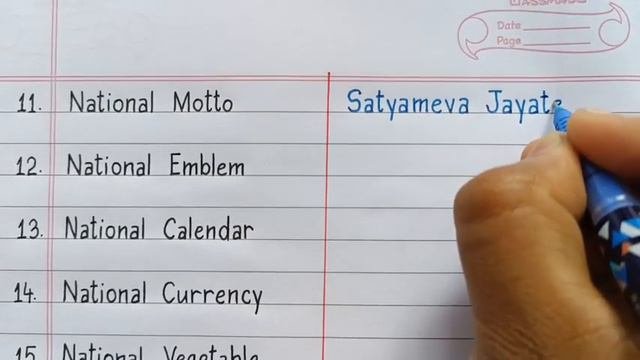 CLASSMATE
Date
Page
11. National Motto Satyameva Jayate
12. National Emblem
13. National Calendar
14. National Currency
15. National Vegetable